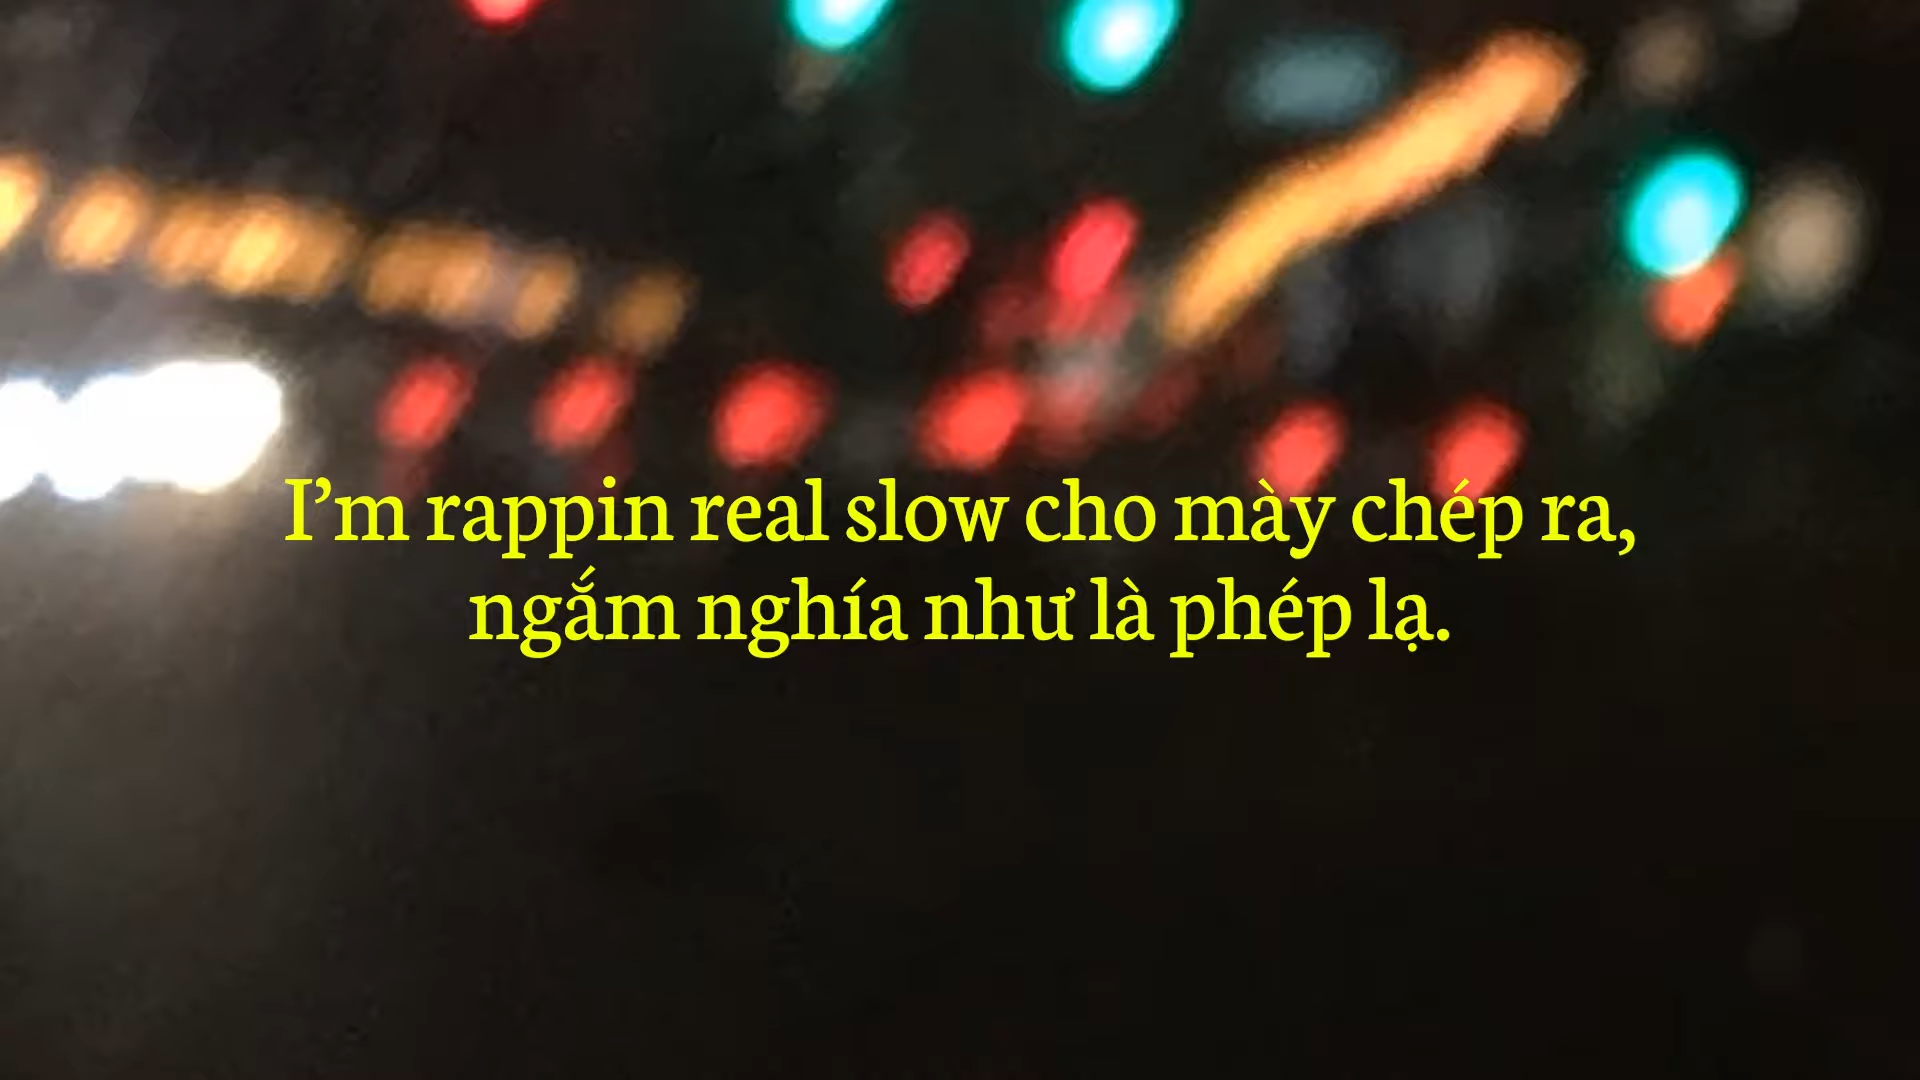 I’m rappin real slow cho mày chép ra,
ngắm nghía như là phép lạ.